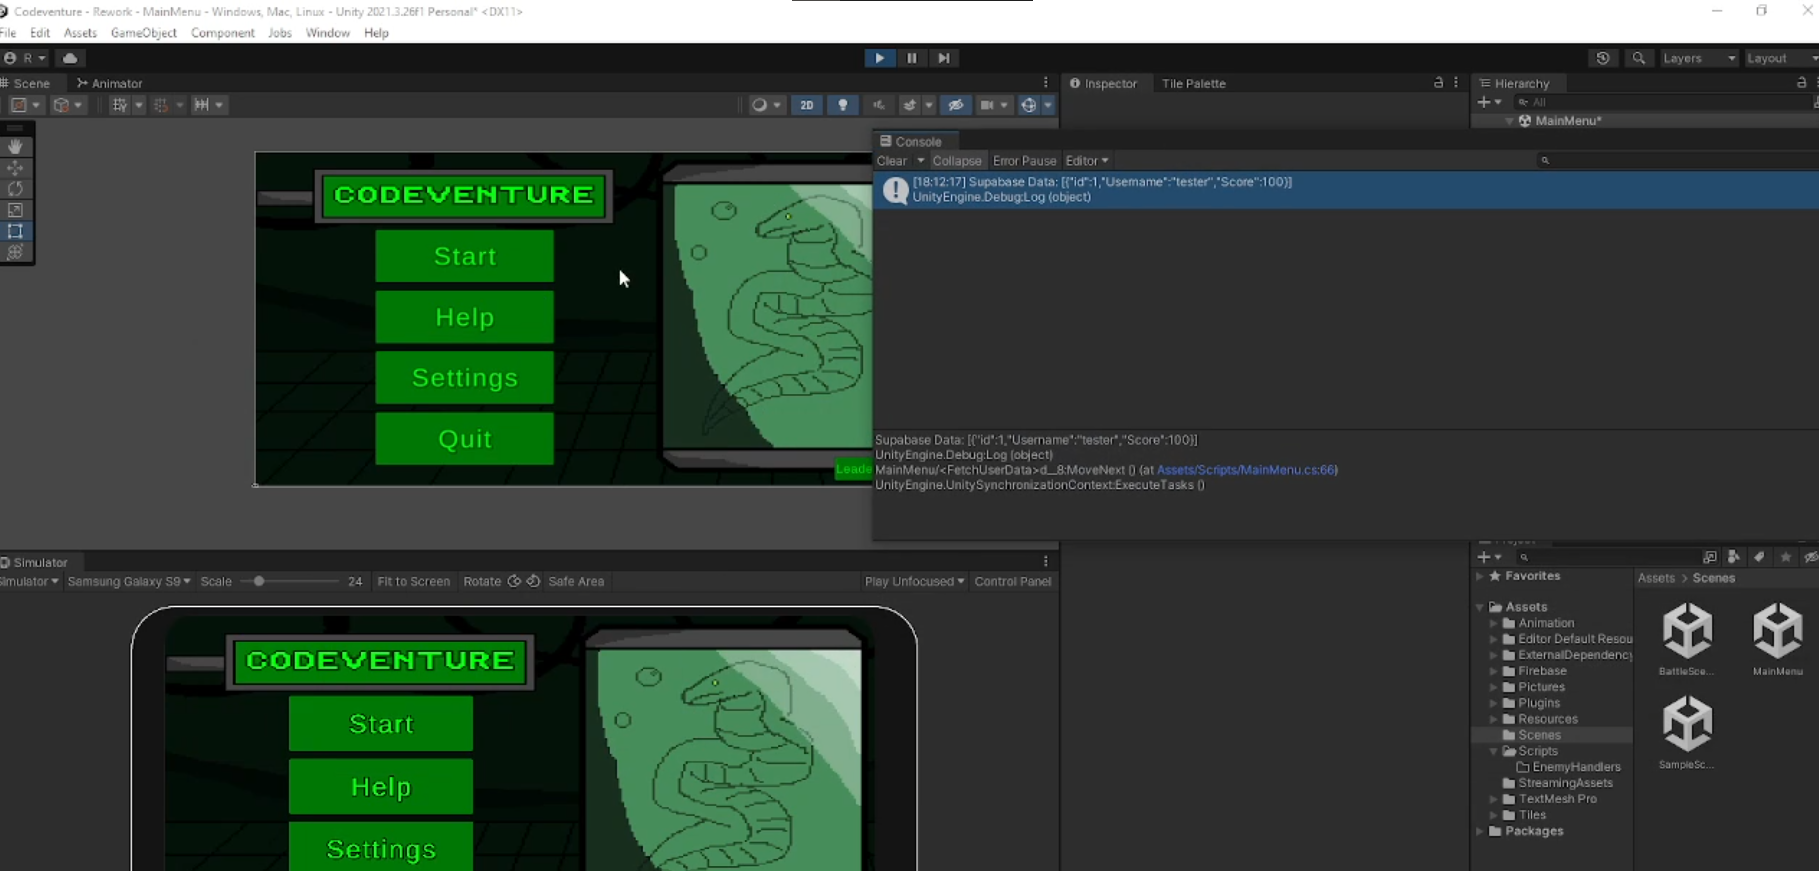 Codeventure - Rework - MainMenu - Windows, Mac, Linux - Unity 2021.3.26f1 Personal* <DX11>
File Edit Assets GameObject Component Jobs Window Help
R Layers Layout
Scene Animator
2D
Inspector Tile Palette
Hierarchy
All
MainMenu*
CODEVENTURE
Start
Help
Settings
Quit
Leade
Console
Clear Collapse Error Pause Editor
[18:12:17] Supabase Data: [{"id":1,"Username":"tester","Score":100}]
UnityEngine.Debug:Log (object)
Supabase Data: [{"id":1,"Username":"tester","Score":100}]
UnityEngine.Debug:Log (object)
MainMenu/<FetchUserData>d__8:MoveNext () (at Assets/Scripts/MainMenu.cs:66)
UnityEngine.UnitySynchronizationContext:ExecuteTasks ()
Simulator
Simulator Samsung Galaxy S9 Scale 24 Fit to Screen Rotate Safe Area Play Unfocused Control Panel
CODEVENTURE
Start
Help
Settings
Favorites
Assets
Animation
Editor Default Resou
ExternalDependency
Firebase
Pictures
Plugins
Resources
Scenes
Scripts
EnemyHandlers
StreamingAssets
TextMesh Pro
Tiles
Packages
Assets > Scenes
BattleSce...
MainMenu
SampleSc...